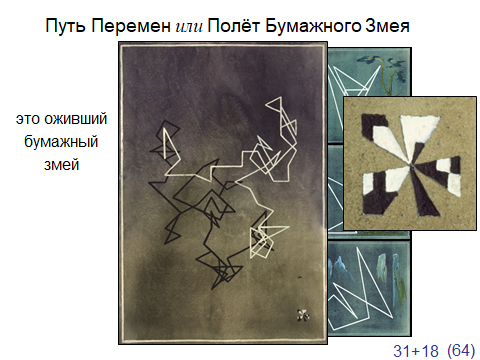 Путь Перемен или Полёт Бумажного Змея
это оживший
бумажный
змей
31+18 (64)